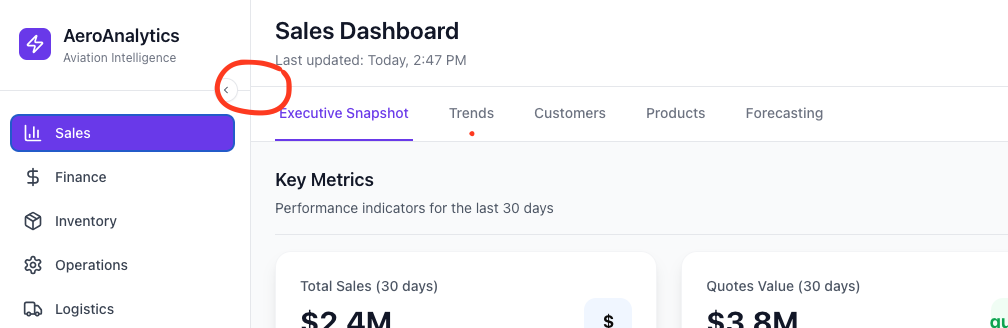 AeroAnalytics
Aviation Intelligence
Sales
Finance
Inventory
Operations
Logistics
Sales Dashboard
Last updated: Today, 2:47 PM
Executive Snapshot Trends Customers Products Forecasting
Key Metrics
Performance indicators for the last 30 days
Total Sales (30 days)
$2.4M
$
Quotes Value (30 days)
$3.8M